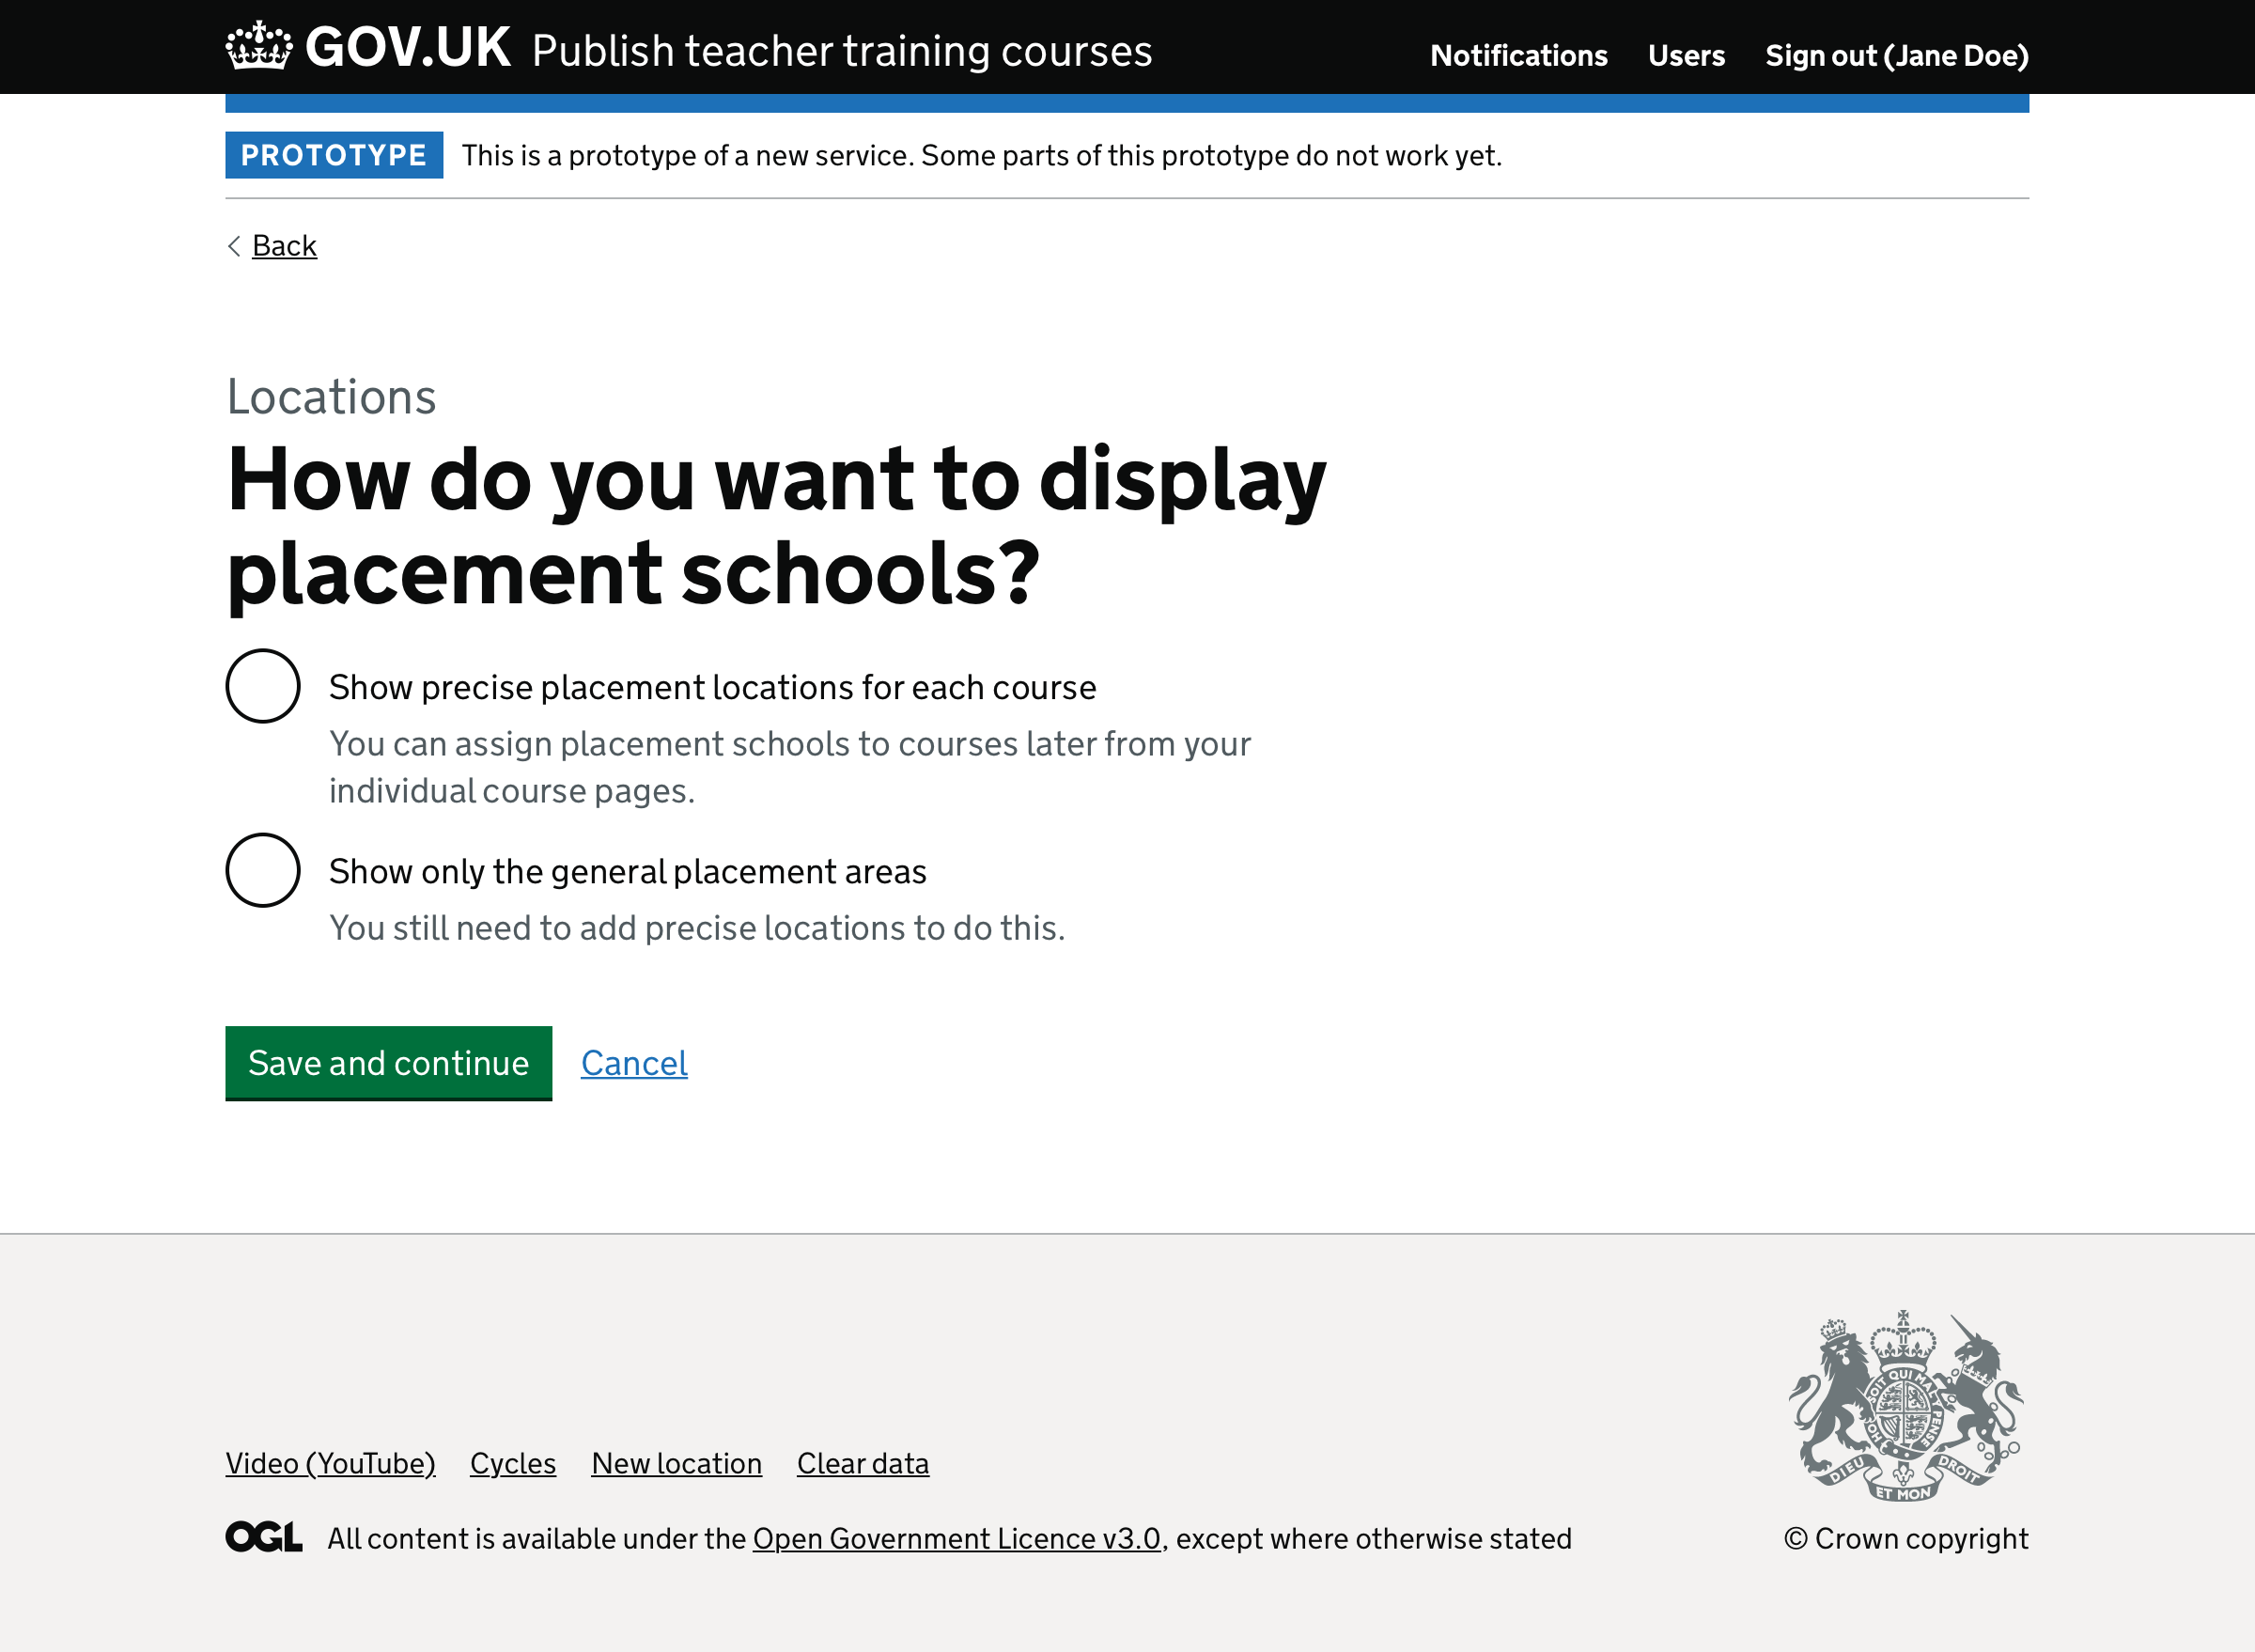 GOV.UK Publish teacher training courses
Notifications Users Sign out (Jane Doe)
PROTOTYPE This is a prototype of a new service. Some parts of this prototype do not work yet.
Back
Locations
How do you want to display
placement schools?
Show precise placement locations for each course
You can assign placement schools to courses later from your
individual course pages.
Show only the general placement areas
You still need to add precise locations to do this.
Save and continue Cancel
Video (YouTube) Cycles New location Clear data
DIEU ET MON DROIT
OGL All content is available under the Open Government Licence v3.0, except where otherwise stated
© Crown copyright